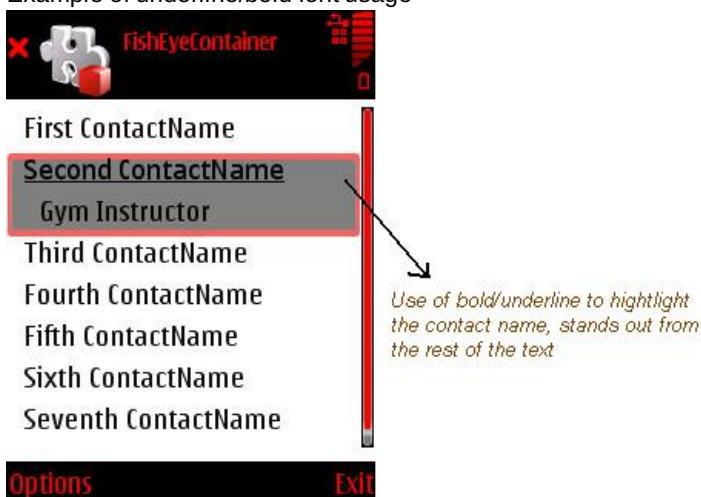 Example of underline/bold font usage
FishEyeContainer
First ContactName
Second ContactName
Gym Instructor
Third ContactName
Fourth ContactName
Fifth ContactName
Sixth ContactName
Seventh ContactName
Use of bold/underline to hightlight
the contact name, stands out from
the rest of the text
Options
Exit